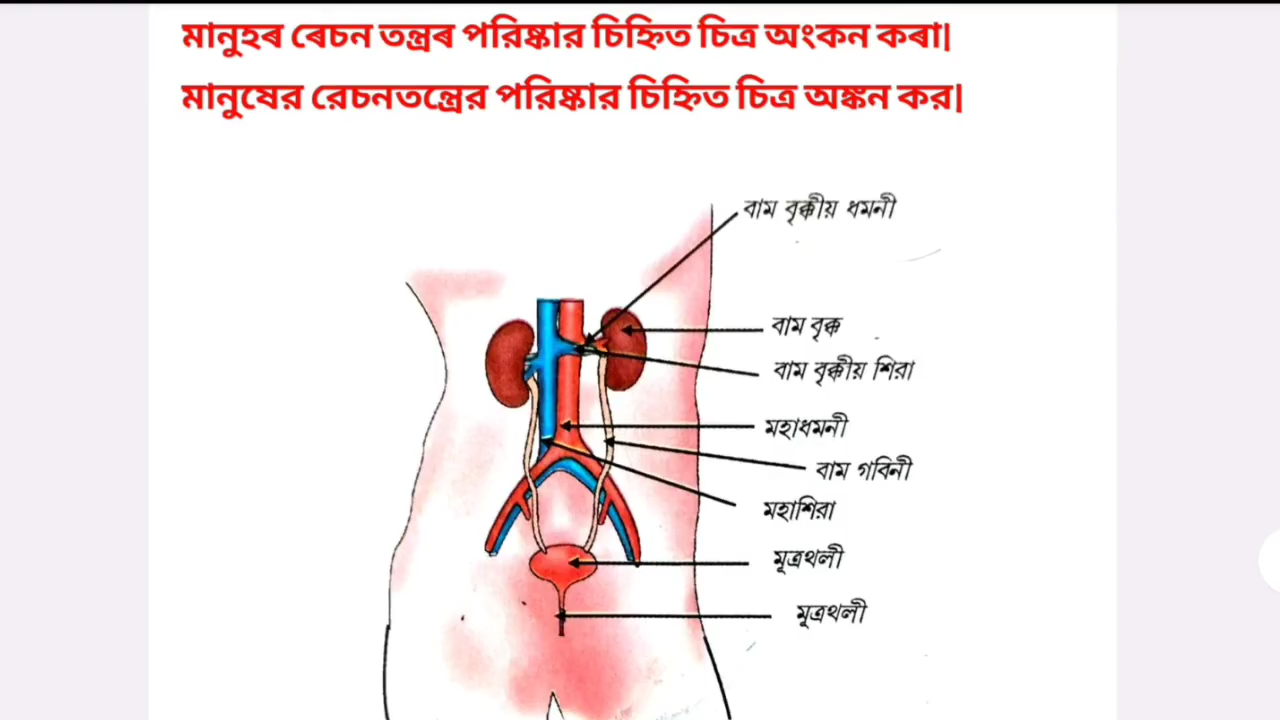 মানুহৰ ৰেচন তন্ত্ৰৰ পৰিষ্কাৰ চিহ্নিত চিত্ৰ অংকন কৰা|
মানুষের রেচনতন্ত্রের পরিষ্কার চিহ্নিত চিত্র অঙ্কন কর|
বাম বৃক্কীয় ধমনী
বাম বৃক্ক
বাম বৃক্কীয় শিরা
মহাধমনী
বাম গবিনী
মহাশিরা
মূত্রথলী
মূত্রথলী